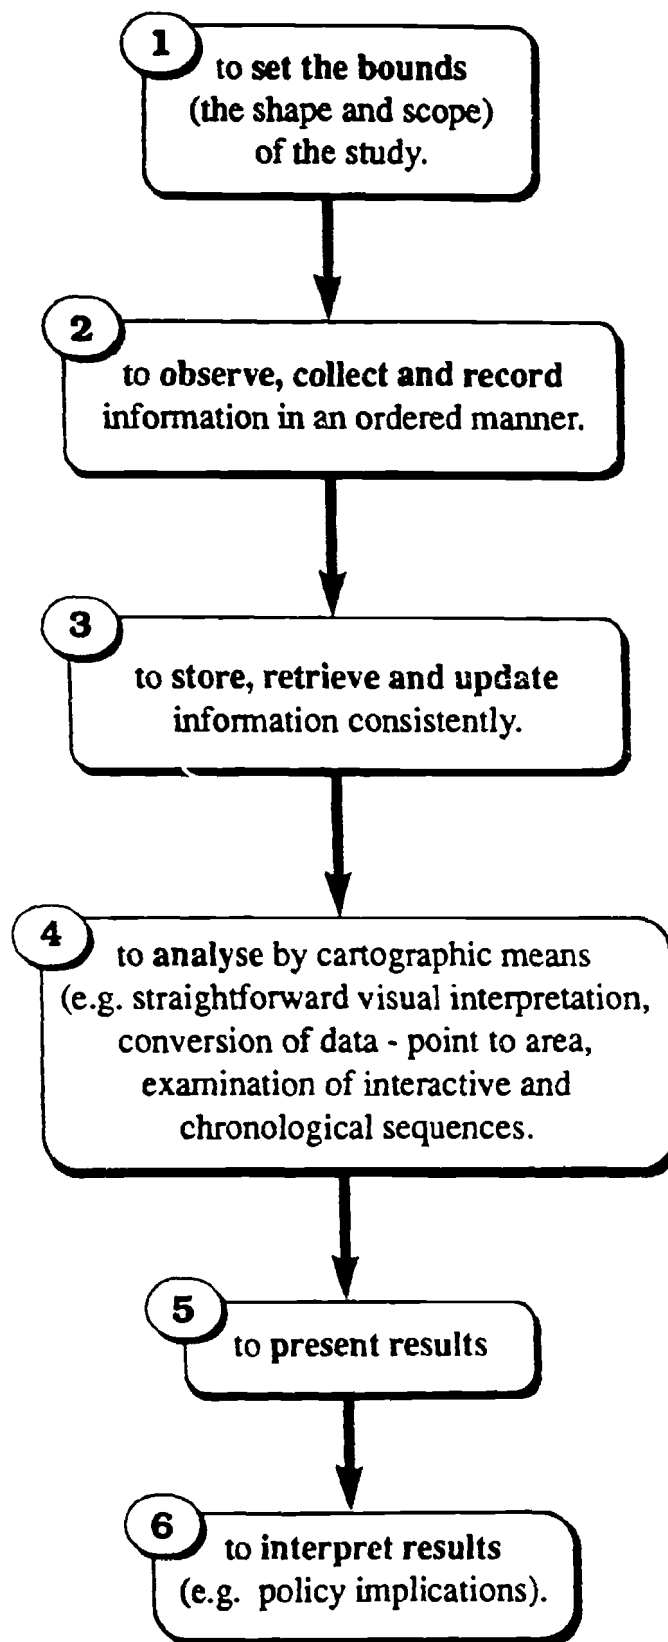 1
to set the bounds
(the shape and scope)
of the study.
2
to observe, collect and record
information in an ordered manner.
3
to store, retrieve and update
information consistently.
4
to analyse by cartographic means
(e.g. straightforward visual interpretation,
conversion of data - point to area,
examination of interactive and
chronological sequences.
5
to present results
6
to interpret results
(e.g. policy implications).